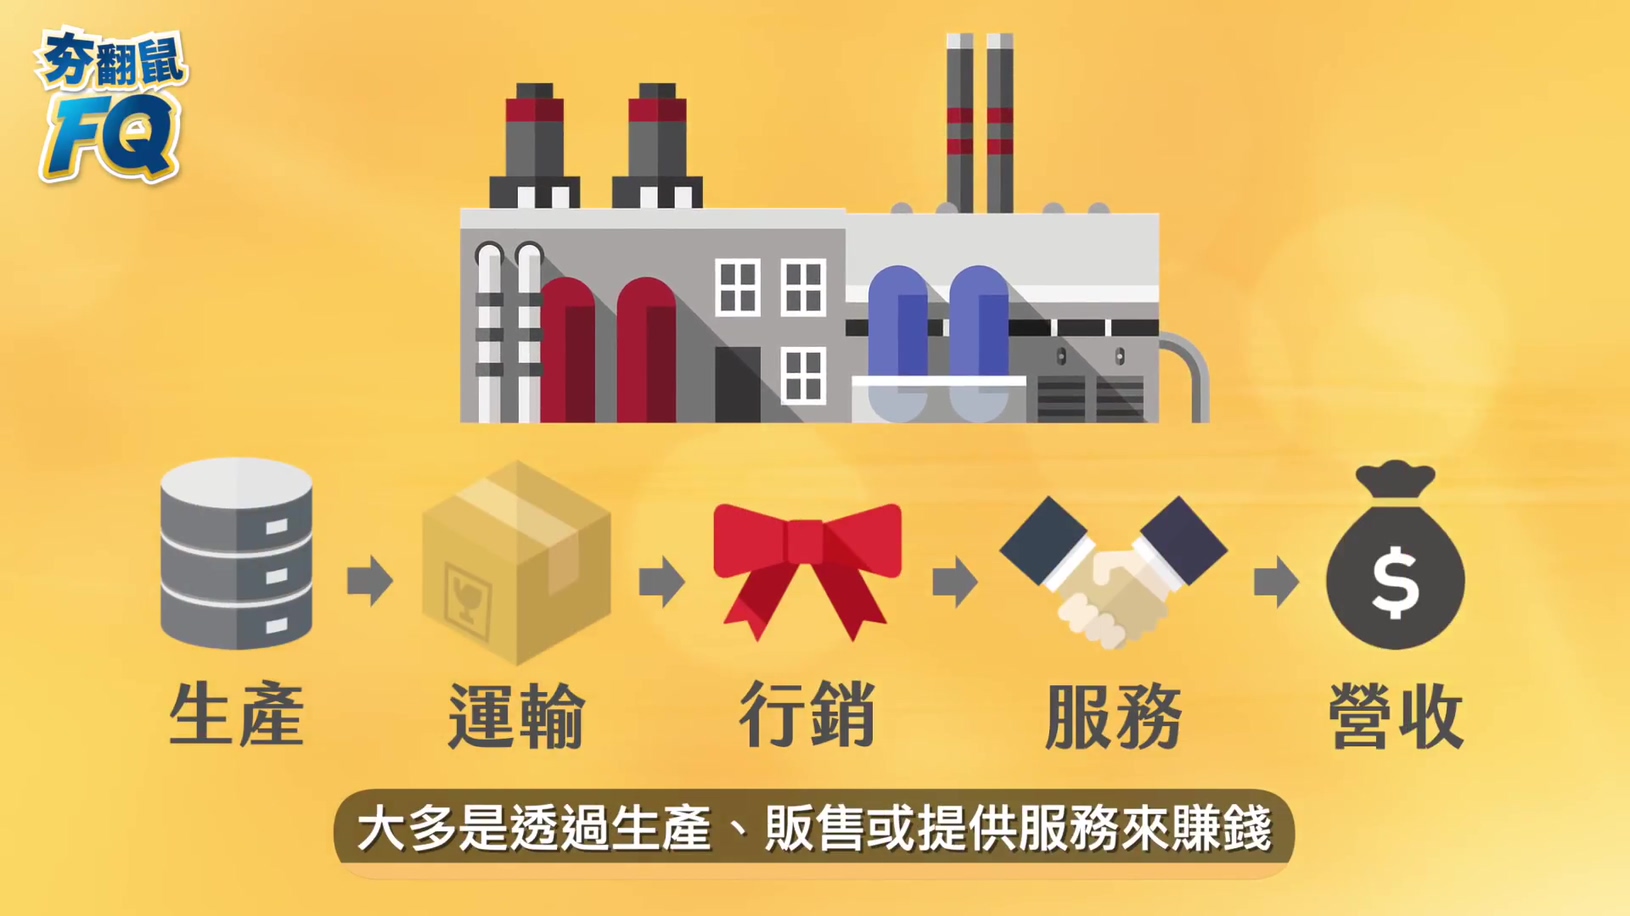 夯翻鼠
FQ
$
生產
運輸
行銷
服務
營收
大多是透過生產、販售或提供服務來賺錢